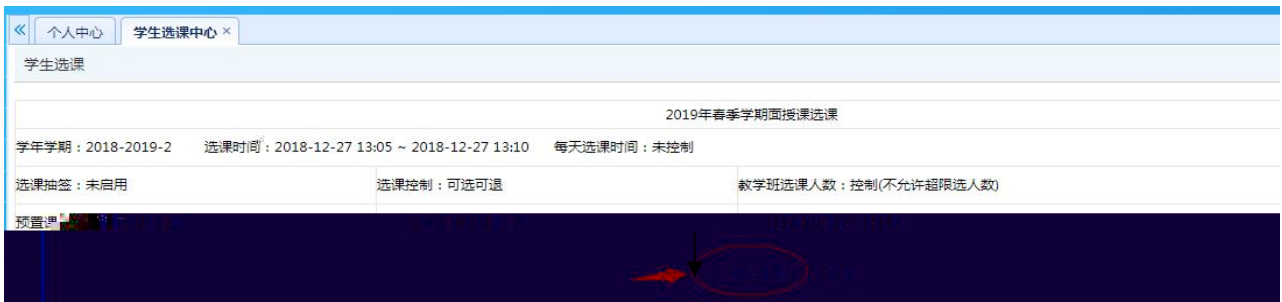 « 个人中心 学生选课中心 ×
学生选课
2019年春季学期面授课选课
学年学期：2018-2019-2 选课时间：2018-12-27 13:05 ~ 2018-12-27 13:10 每天选课时间：未控制
选课抽签：未启用 选课控制：可选可退 教学班选课人数：控制(不允许超限选人数)
预置课